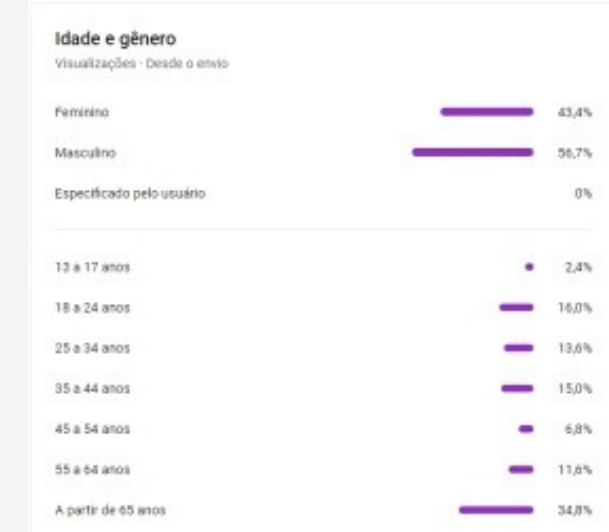 Idade e gênero
Visualizações · Desde o envio
Feminino 43,4%
Masculino 56,7%
Especificado pelo usuário 0%
13 a 17 anos 2,4%
18 a 24 anos 16,0%
25 a 34 anos 13,6%
35 a 44 anos 15,0%
45 a 54 anos 6,8%
55 a 64 anos 11,6%
A partir de 65 anos 34,8%